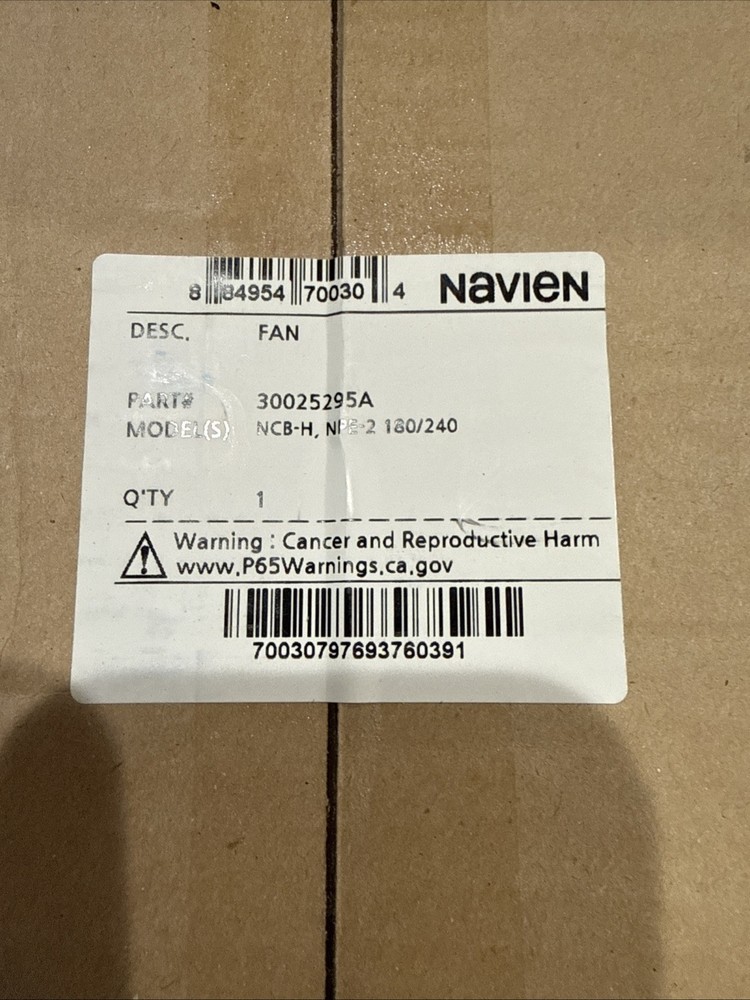 8 84954 70030 4
NAVIEN
DESC. FAN
PART# 30025295A
MODEL(S) NCB-H, NPE-2 180/240
Q'TY 1
Warning : Cancer and Reproductive Harm
www.P65Warnings.ca.gov
70030797693760391